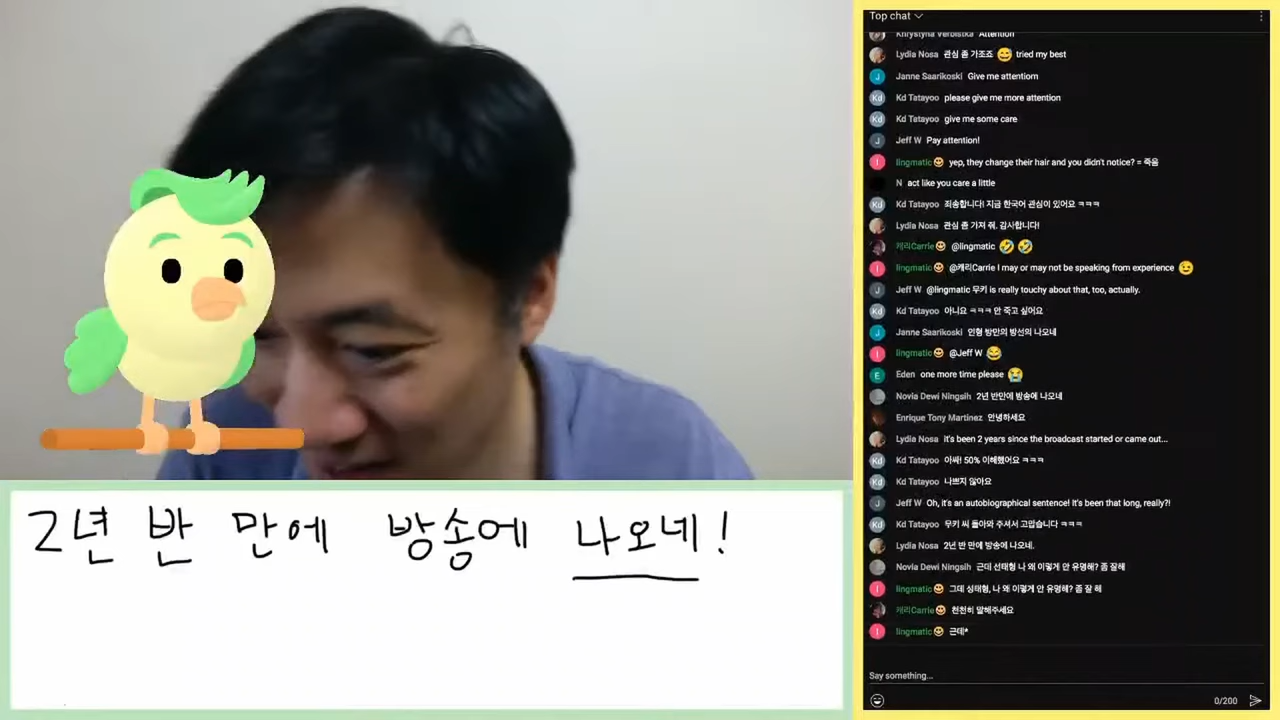 2년 반 만에 방송에 나오네!
Top chat
Khrystyna Verbistka Attention
Lydia Nosa 관심 좀 가조죠 😅 tried my best
J Janne Saarikoski Give me attentiom
Kd Kd Tatayoo please give me more attention
Kd Kd Tatayoo give me some care
J Jeff W Pay attention!
l lingmatic yep, they change their hair and you didn't notice? = 죽음
N act like you care a little
Kd Kd Tatayoo 죄송합니다! 지금 한국어 관심이 있어요 ㅋㅋㅋ
Lydia Nosa 관심 좀 가져 줘. 감사합니다!
캐리Carrie @lingmatic 🤣 🤣
l lingmatic @캐리Carrie I may or may not be speaking from experience 😉
J Jeff W @lingmatic 무키 is really touchy about that, too, actually.
Kd Kd Tatayoo 아니요 ㅋㅋㅋ 안 죽고 싶어요
J Janne Saarikoski 인형 방만의 방선의 나오네
l lingmatic @Jeff W 😂
E Eden one more time please 😭
Novia Dewi Ningsih 2년 반만에 방송에 나오네
Enrique Tony Martinez 안녕하세요
Lydia Nosa it's been 2 years since the broadcast started or came out...
Kd Kd Tatayoo 아싸! 50% 이해했어요 ㅋㅋㅋ
Kd Kd Tatayoo 나쁘지 않아요
J Jeff W Oh, it's an autobiographical sentence! It's been that long, really?!
Kd Kd Tatayoo 무키 씨 돌아와 주셔서 고맙습니다 ㅋㅋㅋ
Lydia Nosa 2년 반 만에 방송에 나오네.
Novia Dewi Ningsih 근데 선태형 나 왜 이렇게 안 유명해? 좀 잘해
l lingmatic 그데 싱태형, 나 왜 이렇게 안 유명해? 좀 잘 해
캐리Carrie 천천히 말해주세요
l lingmatic 근데*
Say something...
0/200